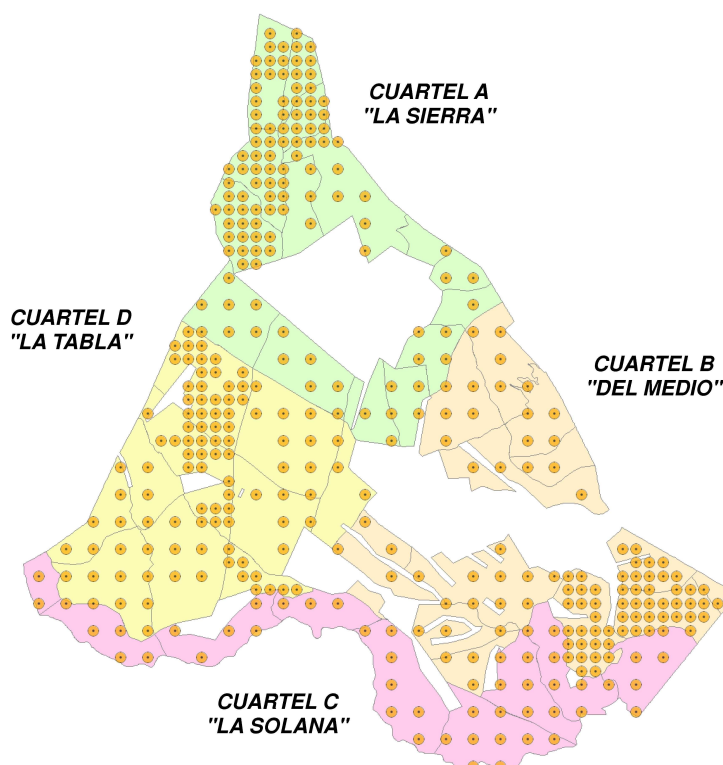 CUARTEL A
"LA SIERRA"
CUARTEL D
"LA TABLA"
CUARTEL B
"DEL MEDIO"
CUARTEL C
"LA SOLANA"